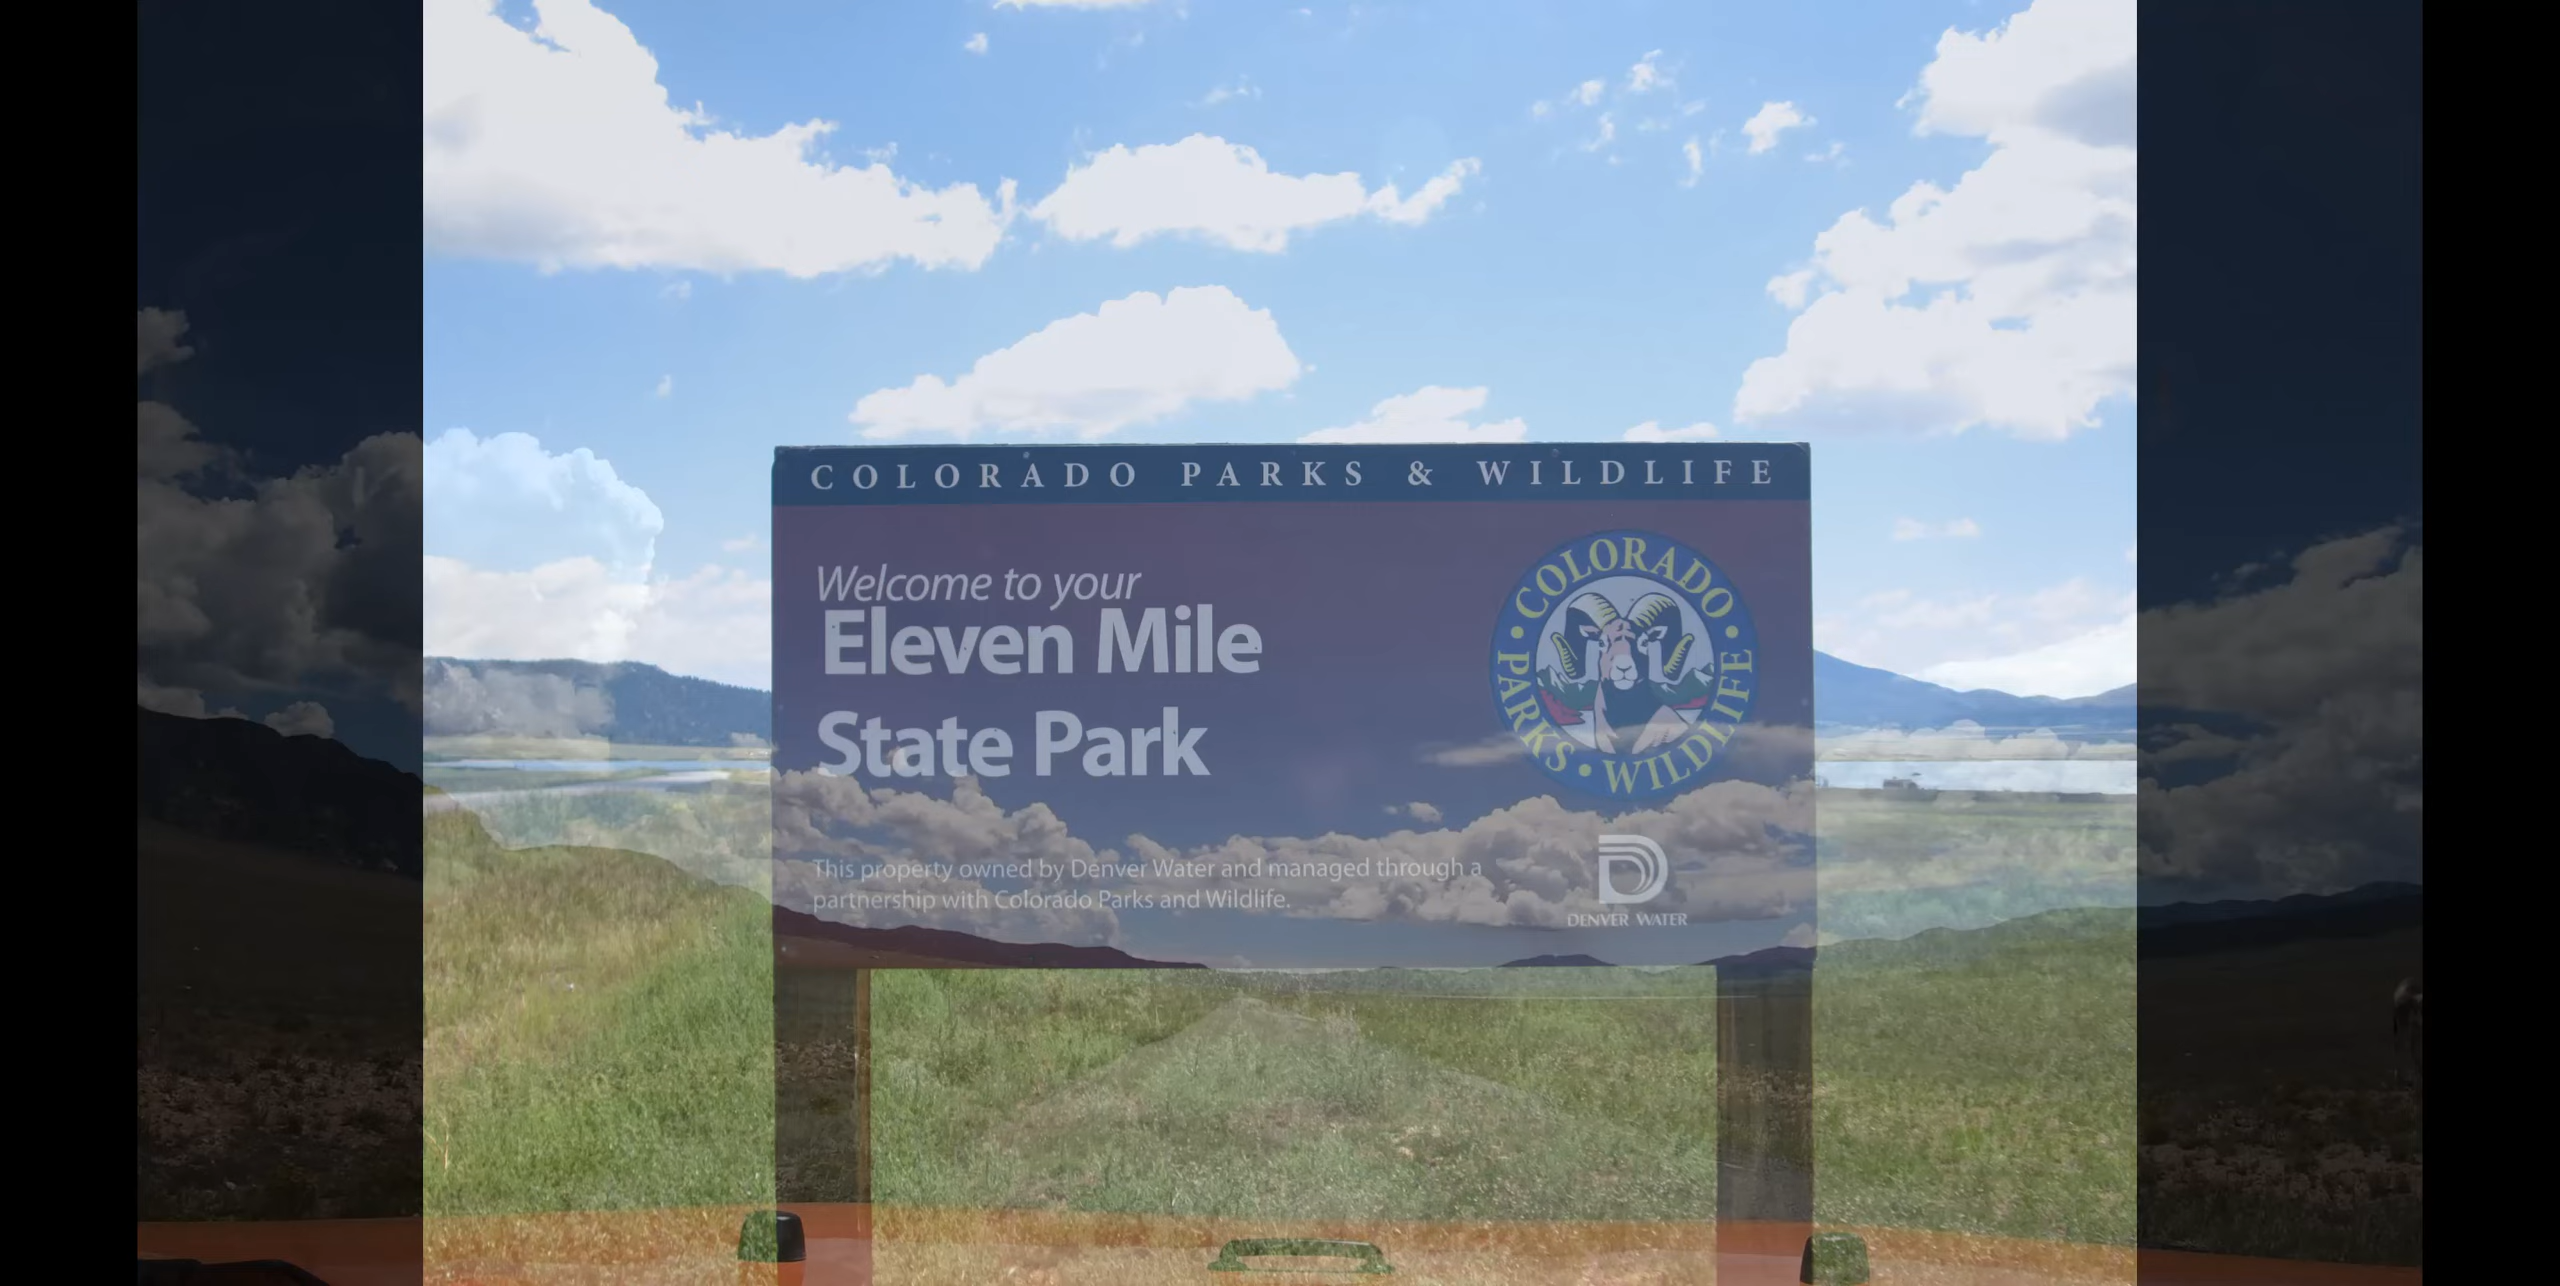 COLORADO PARKS & WILDLIFE
Welcome to your
Eleven Mile
State Park
COLORADO
PARKS • WILDLIFE
This property owned by Denver Water and managed through a
partnership with Colorado Parks and Wildlife.
DENVER WATER